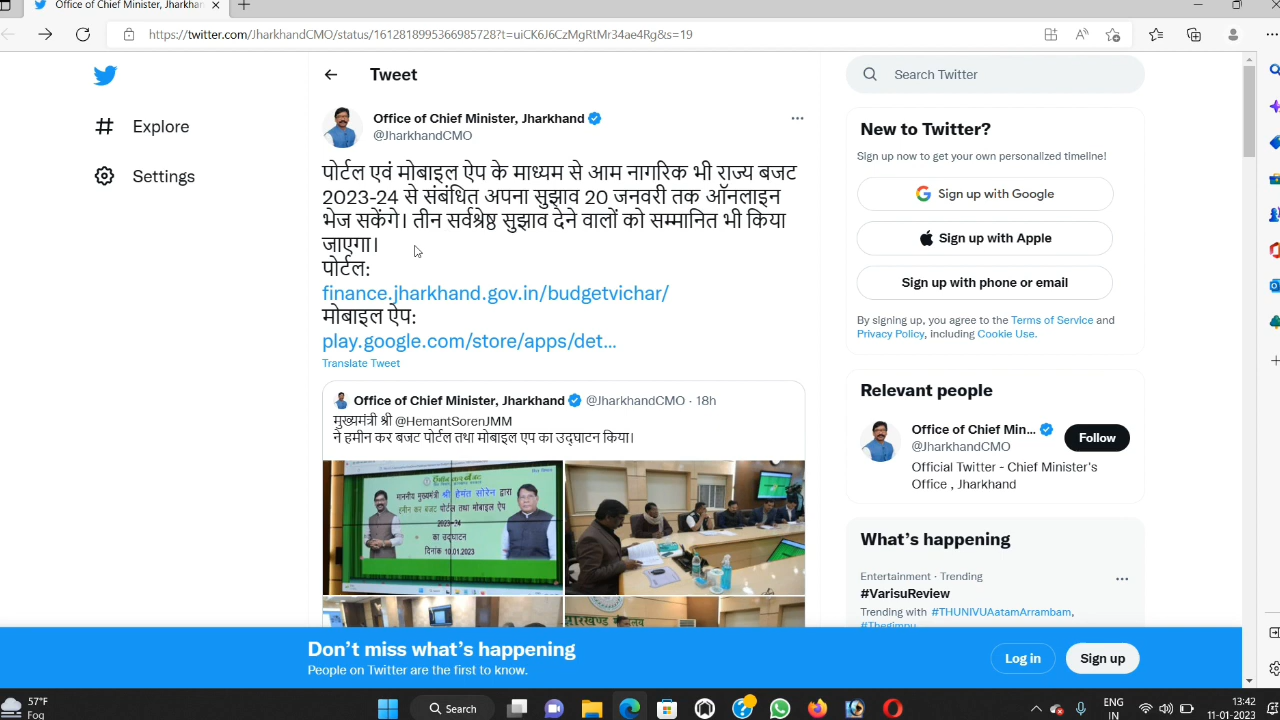 Office of Chief Minister, Jharkhan
https://twitter.com/JharkhandCMO/status/1612818995366985728?t=uiCK6J6CzMgRtMr34ae4Rg&s=19
Tweet
Search Twitter
Explore
Settings
Office of Chief Minister, Jharkhand
@JharkhandCMO
पोर्टल एवं मोबाइल ऐप के माध्यम से आम नागरिक भी राज्य बजट
2023-24 से संबंधित अपना सुझाव 20 जनवरी तक ऑनलाइन
भेज सकेंगे। तीन सर्वश्रेष्ठ सुझाव देने वालों को सम्मानित भी किया
जाएगा।
पोर्टल:
finance.jharkhand.gov.in/budgetvichar/
मोबाइल ऐप:
play.google.com/store/apps/det...
Translate Tweet
Office of Chief Minister, Jharkhand @JharkhandCMO · 18h
मुख्यमंत्री श्री @HemantSorenJMM
ने हमीन कर बजट पोर्टल तथा मोबाइल एप का उद्घाटन किया।
हमीन कर बजट
माननीय मुख्यमंत्री श्री हेमंत सोरेन द्वारा
हमीन कर बजट पोर्टल तथा मोबाइल ऐप
2023-24
का उद्घाटन
दिनांक 10.01.2023
New to Twitter?
Sign up now to get your own personalized timeline!
Sign up with Google
Sign up with Apple
Sign up with phone or email
By signing up, you agree to the Terms of Service and
Privacy Policy, including Cookie Use.
Relevant people
Office of Chief Min...
@JharkhandCMO
Follow
Official Twitter - Chief Minister's
Office , Jharkhand
What's happening
Entertainment · Trending
#VarisuReview
Trending with #THUNIVUAatamArrambam,
#Thegimpu
Don't miss what's happening
People on Twitter are the first to know.
Log in
Sign up
57°F
Fog
Search
ENG
IN
13:42
11-01-2023